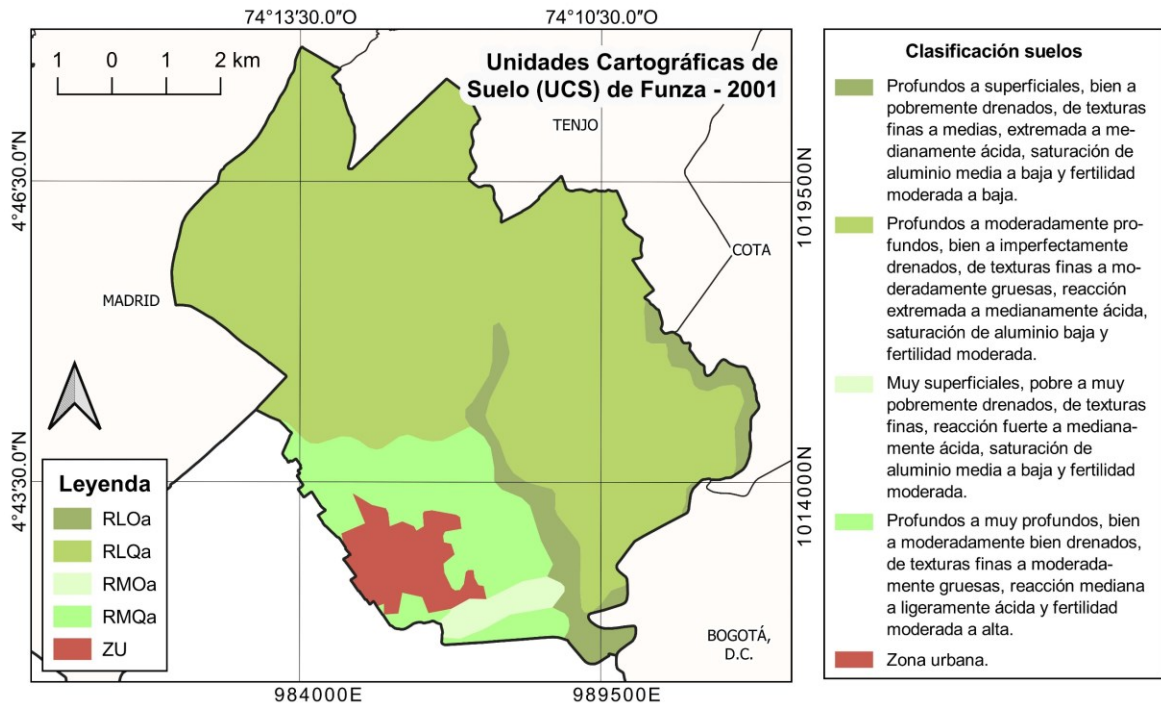 74°13'30.0"O
74°10'30.0"O
1 0 1 2 km
Unidades Cartográficas de
Suelo (UCS) de Funza - 2001
TENJO
4°46'30.0"N
1019500N
COTA
MADRID
4°43'30.0"N
1014000N
Leyenda
RLOa
RLQa
RMOa
RMQa
ZU
BOGOTÁ,
D.C.
984000E
989500E
Clasificación suelos
Profundos a superficiales, bien a
pobremente drenados, de texturas
finas a medias, extremada a me-
dianamente ácida, saturación de
aluminio media a baja y fertilidad
moderada a baja.
Profundos a moderadamente pro-
fundos, bien a imperfectamente
drenados, de texturas finas a mo-
deradamente gruesas, reacción
extremada a medianamente ácida,
saturación de aluminio baja y
fertilidad moderada.
Muy superficiales, pobre a muy
pobremente drenados, de texturas
finas, reacción fuerte a mediana-
mente ácida, saturación de
aluminio media a baja y fertilidad
moderada.
Profundos a muy profundos, bien
a moderadamente bien drenados,
de texturas finas a moderada-
mente gruesas, reacción mediana
a ligeramente ácida y fertilidad
moderada a alta.
Zona urbana.